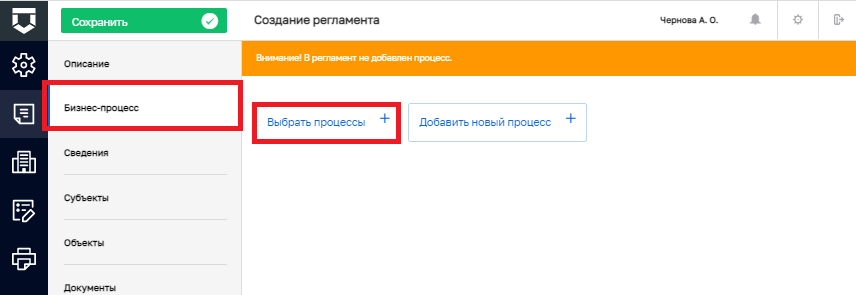 Сохранить
Создание регламента
Чернова А. О.
Описание
Внимание! В регламент не добавлен процесс.
Бизнес-процесс
Выбрать процессы +
Добавить новый процесс +
Сведения
Субъекты
Объекты
Документы